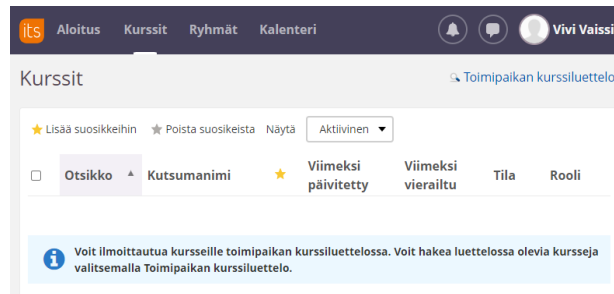 its Aloitus Kurssit Ryhmät Kalenteri Vivi Vaissi
Kurssit Toimipaikan kurssiluettelo
Lisää suosikkeihin Poista suosikeista Näytä Aktiivinen
Otsikko Kutsumanimi Viimeksi päivitetty Viimeksi vierailtu Tila Rooli
Voit ilmoittautua kursseille toimipaikan kurssiluettelossa. Voit hakea luettelossa olevia kursseja
valitsemalla Toimipaikan kurssiluettelo.